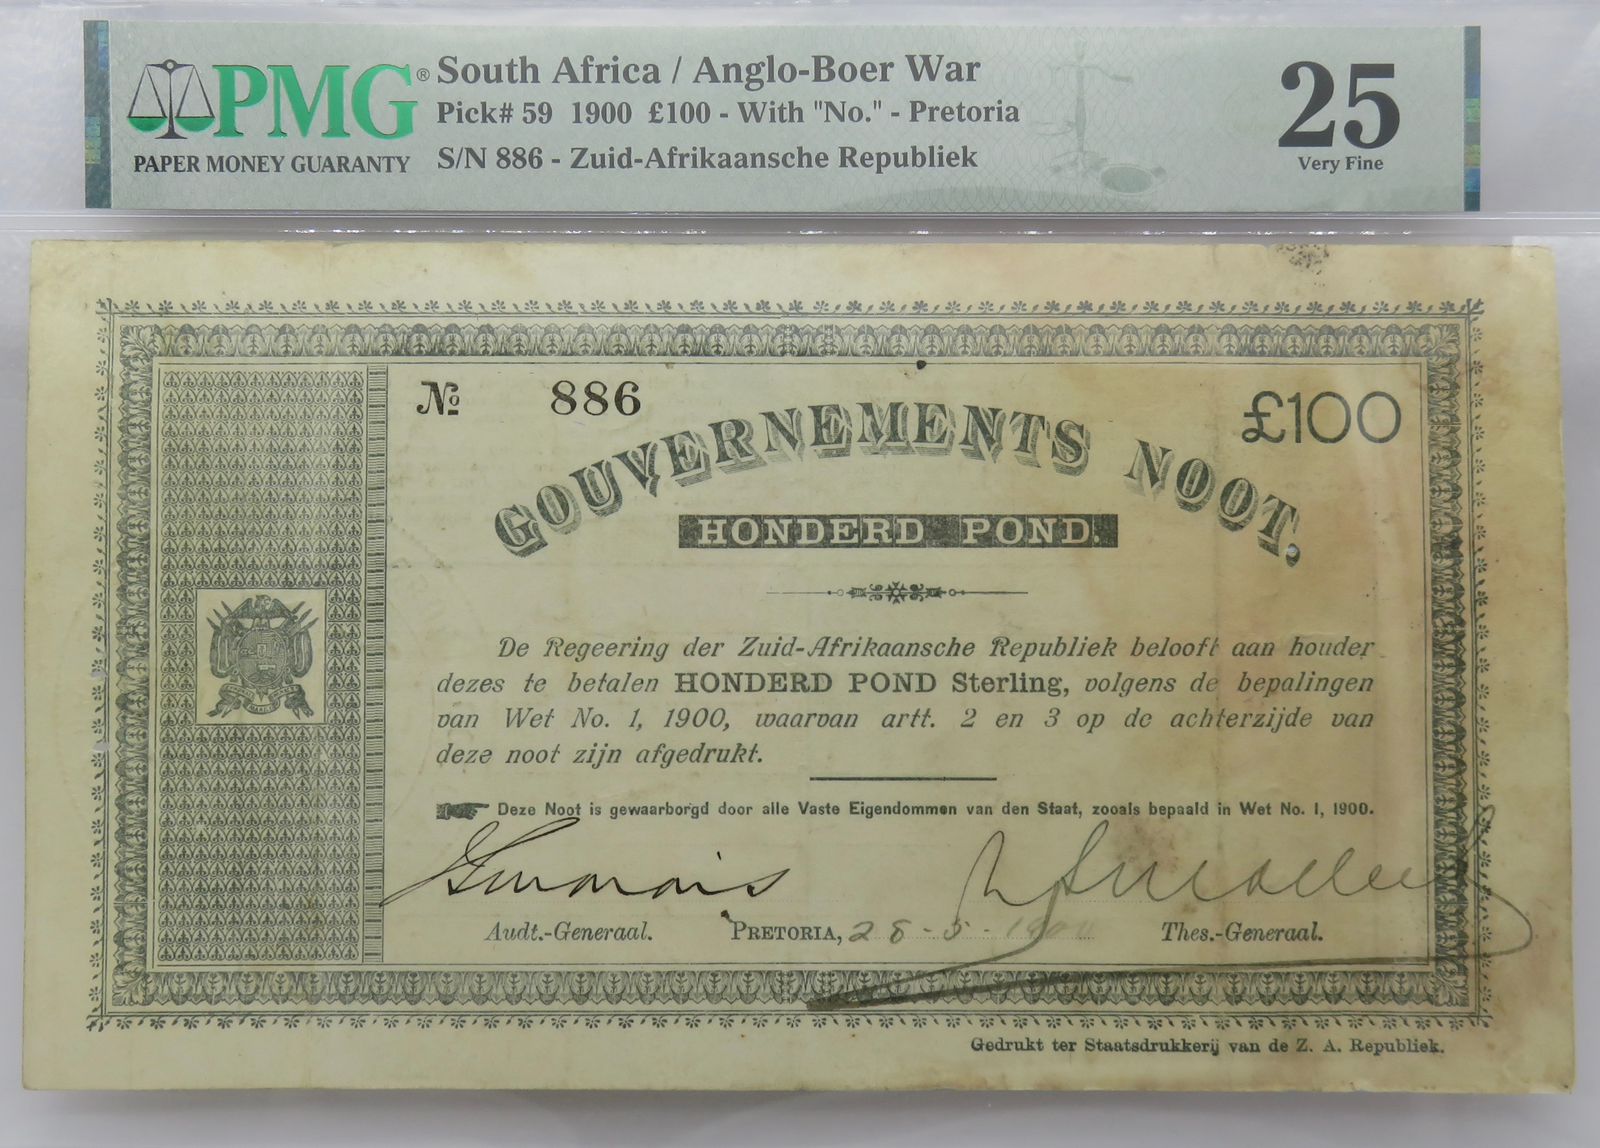 PMG® South Africa / Anglo-Boer War
Pick# 59 1900 £100 - With "No." - Pretoria
PAPER MONEY GUARANTY S/N 886 - Zuid-Afrikaansche Republiek
25
Very Fine
№ 886
£100
GOUVERNEMENTS NOOT,
HONDERD POND.
De Regeering der Zuid-Afrikaansche Republiek belooft aan houder
dezes te betalen HONDERD POND Sterling, volgens de bepalingen
van Wet No. 1, 1900, waarvan artt. 2 en 3 op de achterzijde van
deze noot zijn afgedrukt.
Deze Noot is gewaarborgd door alle Vaste Eigendommen van den Staat, zooals bepaald in Wet No. 1, 1900.
Audt.-Generaal. PRETORIA, 28-5-1900 Thes.-Generaal.
Gedrukt ter Staatsdrukkerij van de Z. A. Republiek.